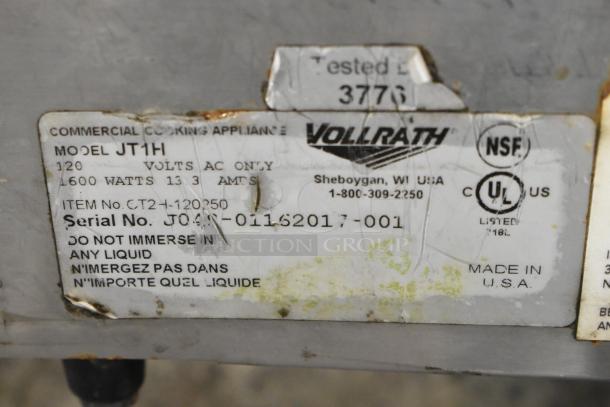 Tested
3776
COMMERCIAL COOKING APPLIANCE
VOLLRATH
NSF
MODEL JT1H
120 VOLTS AC ONLY
1600 WATTS 13.3 AMPS
Sheboygan, WI USA
1-800-309-2250
C UL US
LISTED
ITEM No. CT2H-120250
Serial No. -01162017-001
DO NOT IMMERSE IN
ANY LIQUID
N'IMERGEZ PAS DANS
N'IMPORTE QUEL LIQUIDE
MADE IN
U.S.A.
AUCTION GROUP